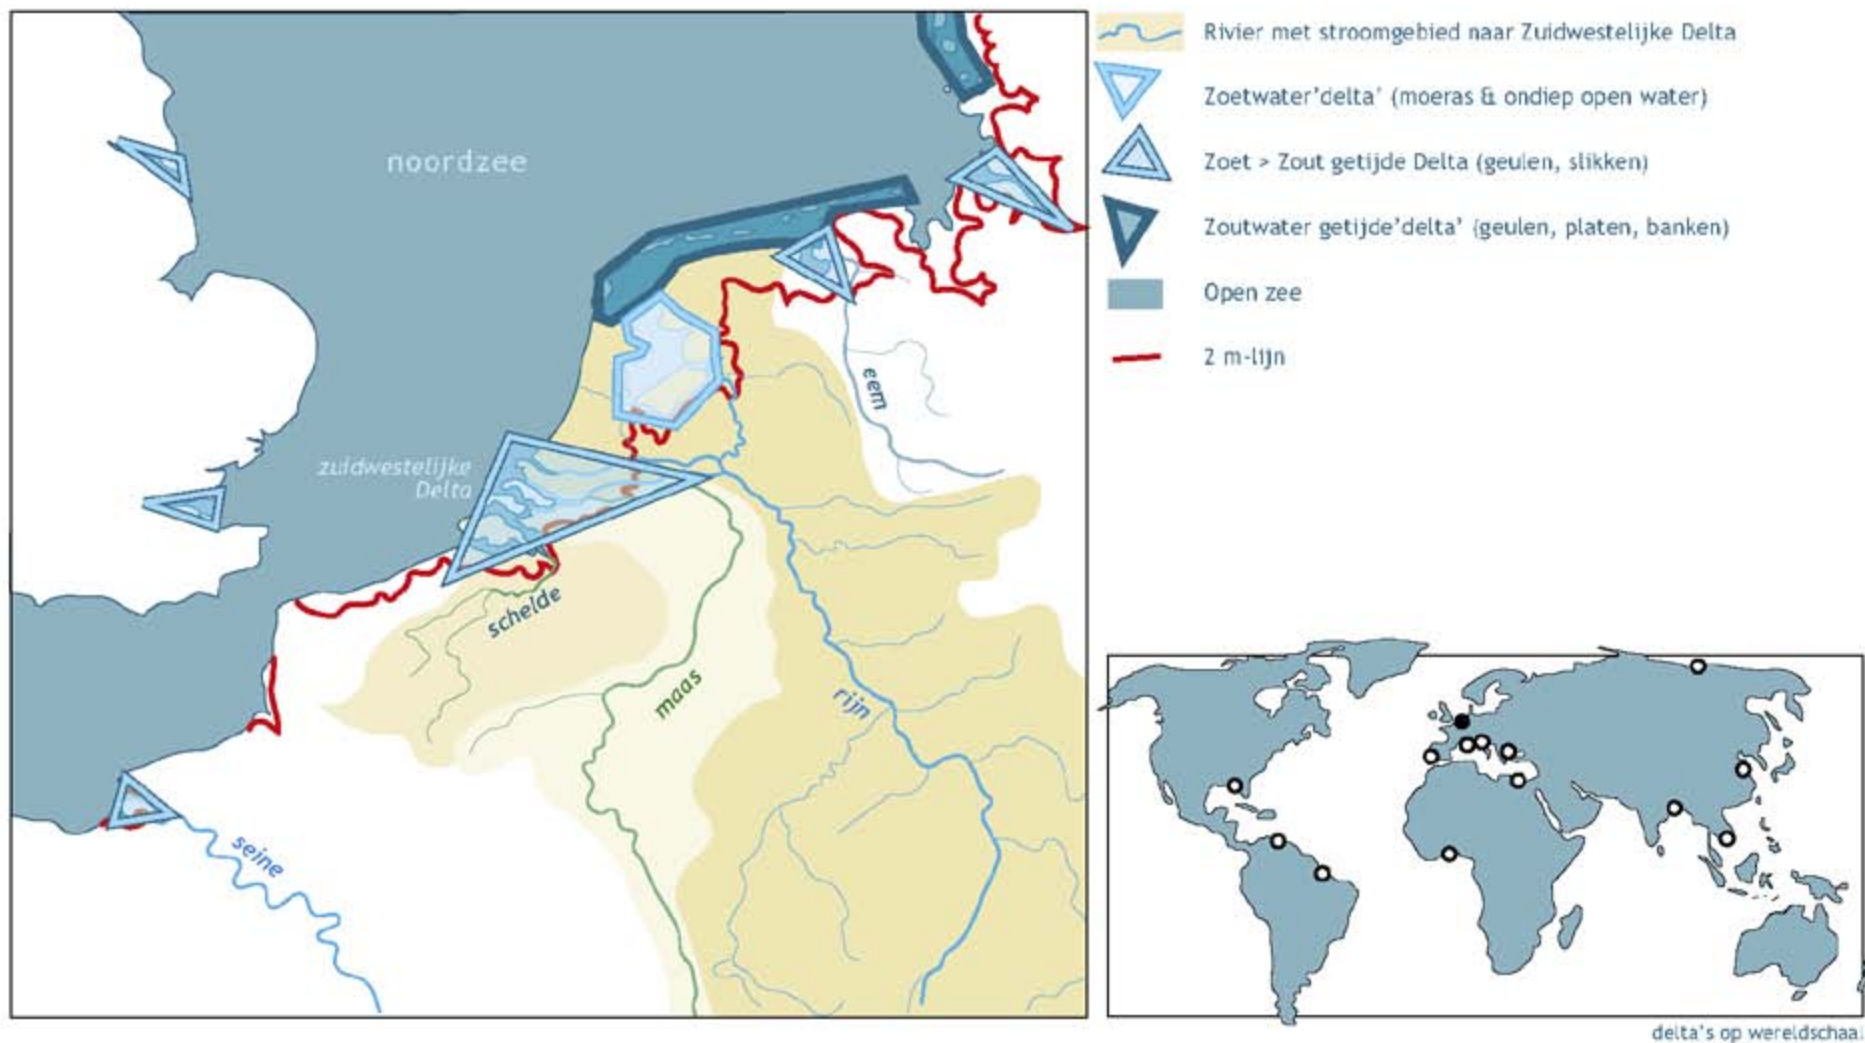 noordzee
zuidwestelijke
Delta
eem
schelde
maas
rijn
seine
Rivier met stroomgebied naar Zuidwestelijke Delta
Zoetwater'delta' (moeras & ondiep open water)
Zoet > Zout getijde Delta (geulen, slikken)
Zoutwater getijde'delta' (geulen, platen, banken)
Open zee
2 m-lijn
delta's op wereldschaal